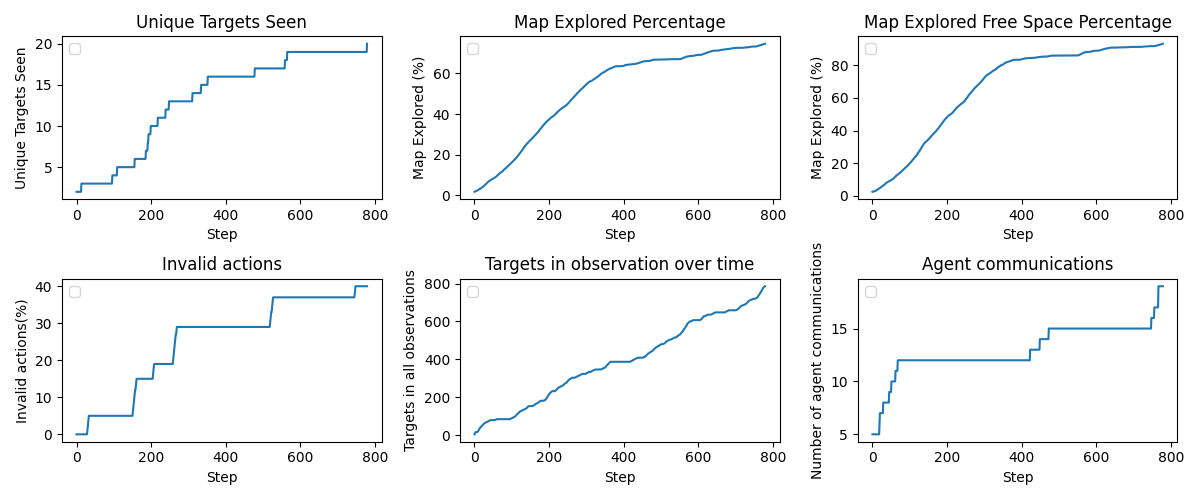 Unique Targets Seen
Map Explored Percentage
Map Explored Free Space Percentage
Unique Targets Seen
20
15
10
5
0 200 400 600 800
Step
Map Explored (%)
60
40
20
0
0 200 400 600 800
Step
Map Explored (%)
80
60
40
20
0
0 200 400 600 800
Step
Invalid actions
Targets in observation over time
Agent communications
Invalid actions(%)
40
30
20
10
0
0 200 400 600 800
Step
Targets in all observations
800
600
400
200
0
0 200 400 600 800
Step
Number of agent communications
15
10
5
0 200 400 600 800
Step